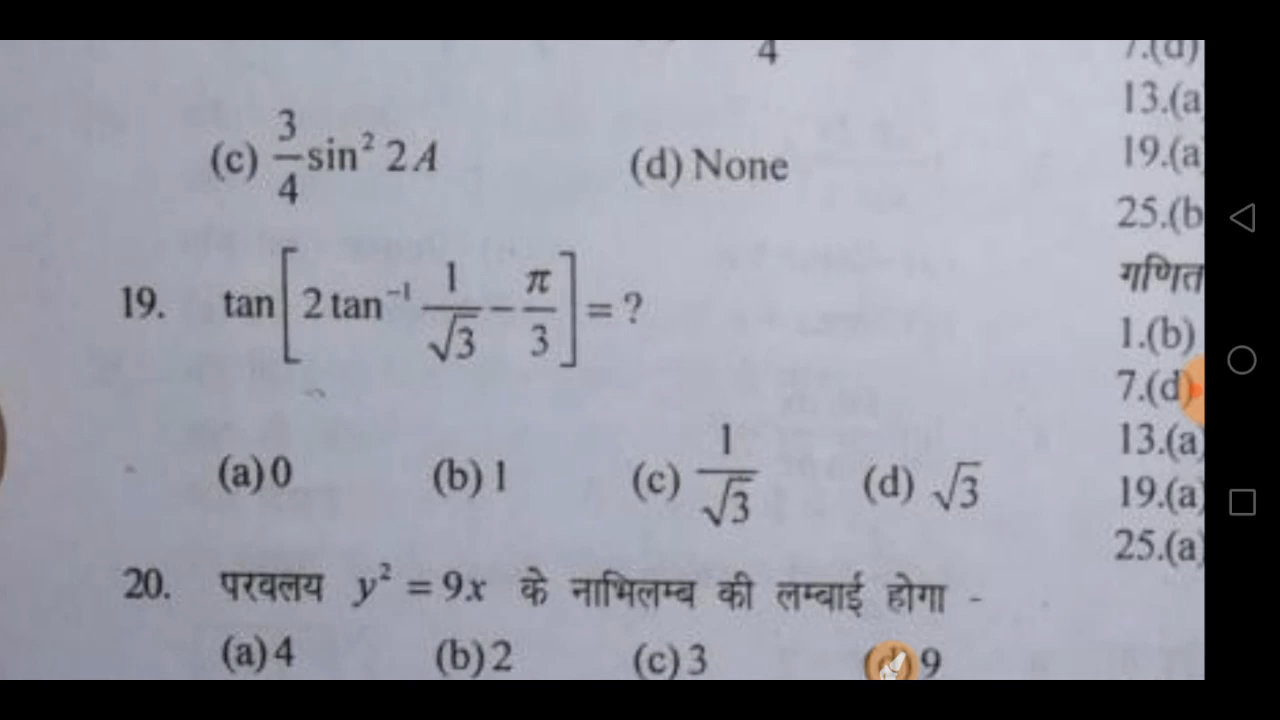 4
7.(d)
13.(a
(c) 3/4 sin² 2A (d) None
19.(a
25.(b
गणित
19. tan[2 tan⁻¹ 1/√3 − π/3] = ?
1.(b)
7.(d)
13.(a)
(a) 0 (b) 1 (c) 1/√3 (d) √3
19.(a)
25.(a)
20. परवलय y² = 9x के नाभिलम्ब की लम्बाई होगा -
(a) 4 (b) 2 (c) 3 (d) 9